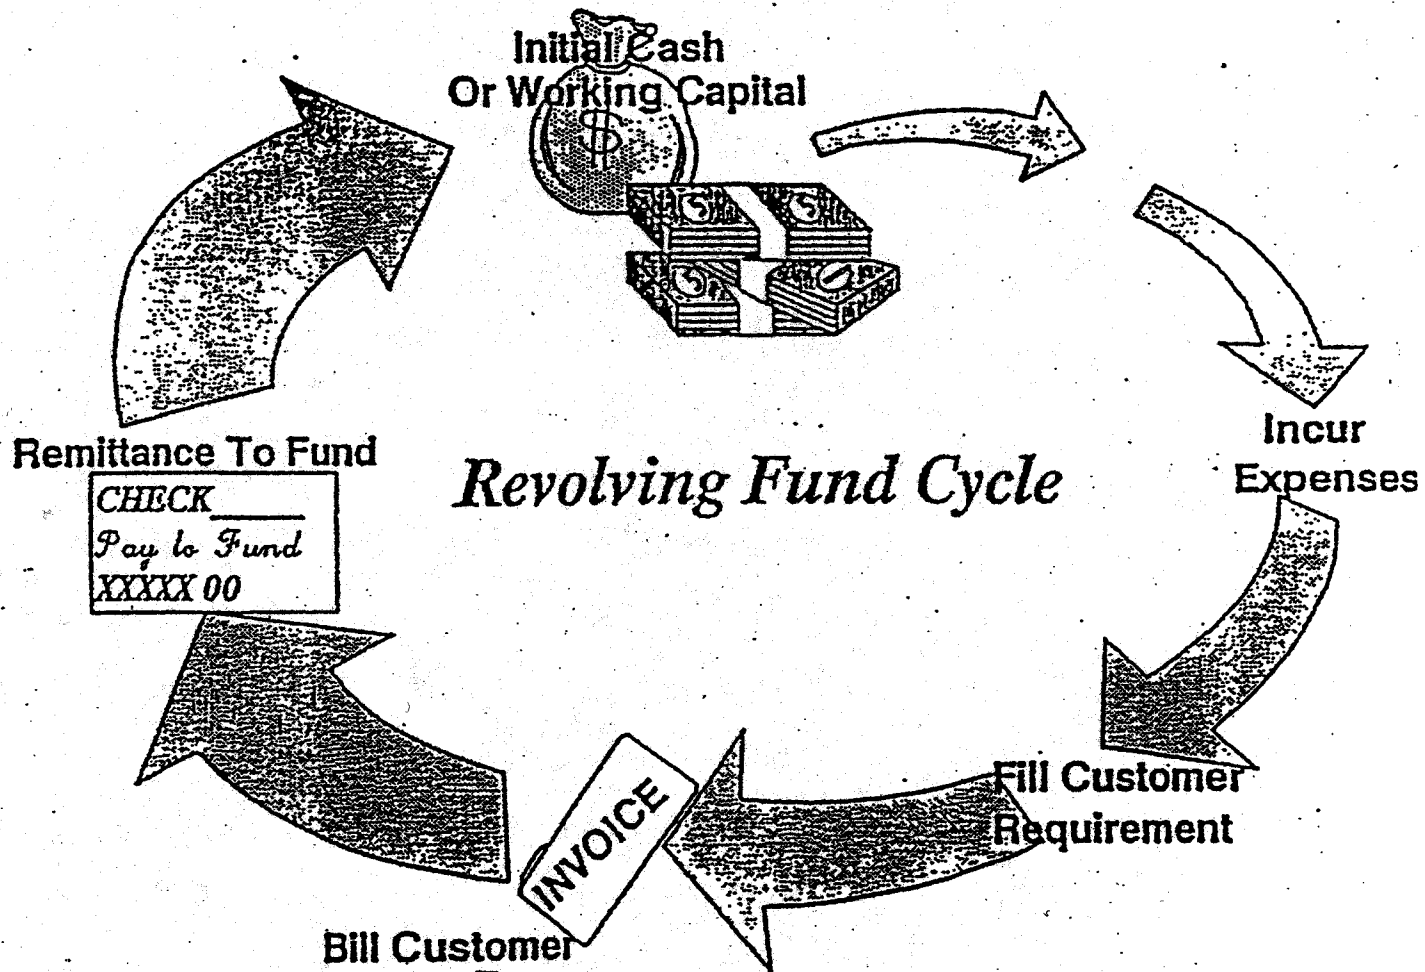 Initial Cash
Or Working Capital
Incur
Expenses
Fill Customer
Requirement
INVOICE
Bill Customer
Remittance To Fund
CHECK
Pay to Fund
XXXXX 00
Revolving Fund Cycle